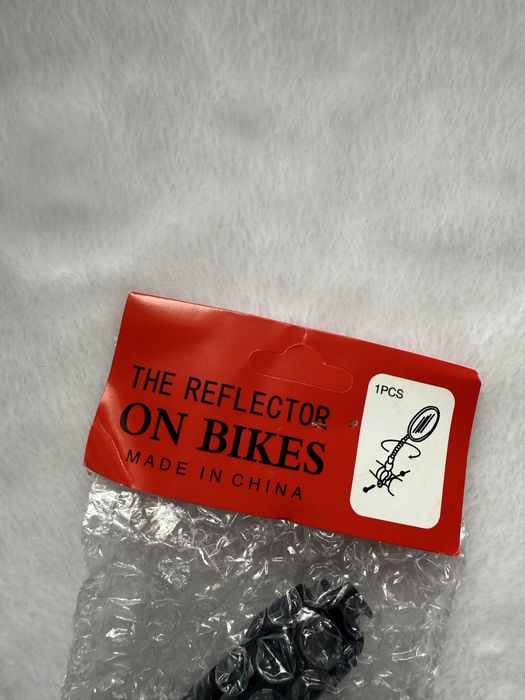 THE REFLECTOR
ON BIKES
MADE IN CHINA
1PCS